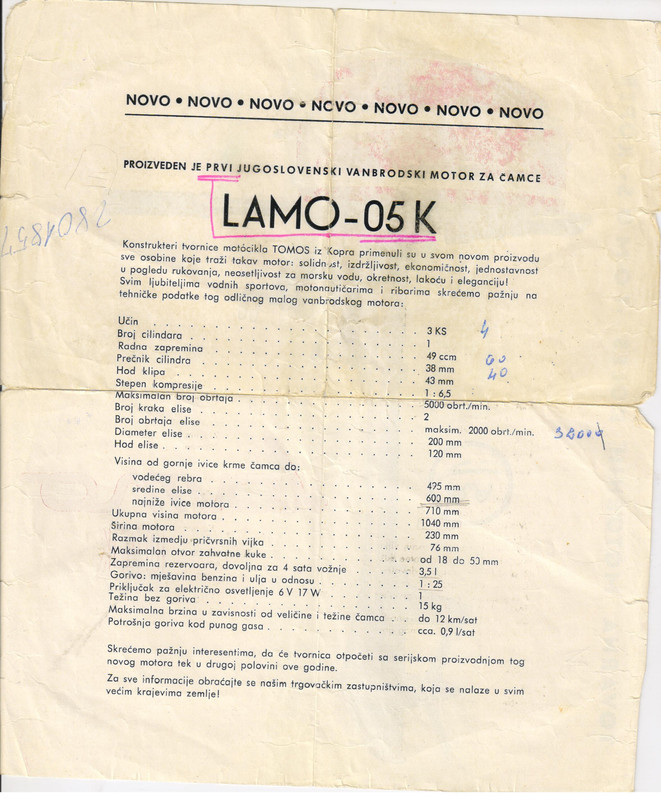 NOVO • NOVO • NOVO • NOVO • NOVO • NOVO • NOVO
PROIZVEDEN JE PRVI JUGOSLOVENSKI VANBRODSKI MOTOR ZA ČAMCE
LAMO-05 K
Konstrukteri tvornice motocikla TOMOS iz Kopra primenuli su u svom novom proizvodu
sve osobine koje traži takav motor: solidnost, izdržljivost, ekonomičnost, jednostavnost
u pogledu rukovanja, neosetljivost za morsku vodu, okretnost, lakoću i eleganciju!
Svim ljubiteljima vodnih sportova, motonautičarima i ribarima skrećemo pažnju na
tehničke podatke tog odličnog malog vanbrodskog motora:
Učin . . . 3 KS 4
Broj cilindara . . . 1
Radna zapremina . . . 49 ccm 60
Prečnik cilindra . . . 38 mm 40
Hod klipa . . . 43 mm
Stepen kompresije . . . 1 : 6,5
Maksimalan broj obrtaja . . . 5000 obrt./min.
Broj kraka elise . . . 2
Broj obrtaja elise . . . maksim. 2000 obrt./min.
Diameter elise . . . 200 mm
Hod elise . . . 120 mm
Visina od gornje ivice krme čamca do:
vodećeg rebra . . . 495 mm
sredine elise . . . 600 mm
najniže ivice motora . . . 710 mm
Ukupna visina motora . . . 1040 mm
Širina motora . . . 230 mm
Razmak izmedju pričvrsnih vijka . . . 76 mm
Maksimalan otvor zahvatne kuke . . . od 18 do 50 mm
Zapremina rezervoara, dovoljna za 4 sata vožnje . . . 3,5 l
Gorivo: mješavina benzina i ulja u odnosu . . . 1 : 25
Priključak za električno osvetljenje 6 V 17 W . . . 1
Težina bez goriva . . . 15 kg
Maksimalna brzina u zavisnosti od veličine i težine čamca . . . do 12 km/sat
Potrošnja goriva kod punog gasa . . . cca. 0,9 l/sat
Skrećemo pažnju interesentima, da će tvornica otpočeti sa serijskom proizvodnjom tog
novog motora tek u drugoj polovini ove godine.
Za sve informacije obraćajte se našim trgovačkim zastupništvima, koja se nalaze u svim
većim krajevima zemlje!